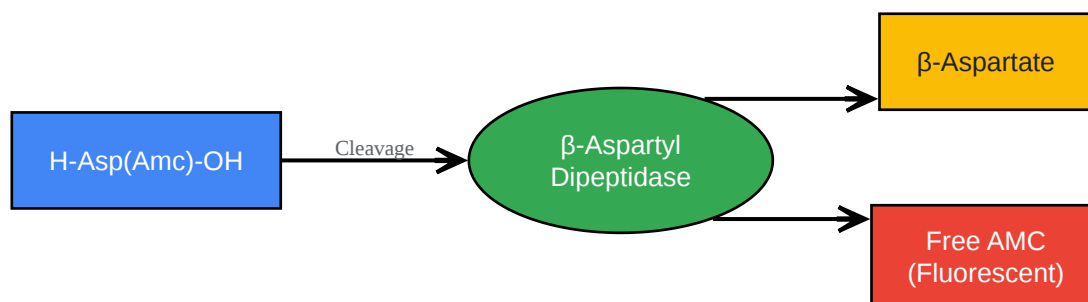 H-Asp(Amc)-OH
Cleavage
β-Aspartyl
Dipeptidase
β-Aspartate
Free AMC
(Fluorescent)